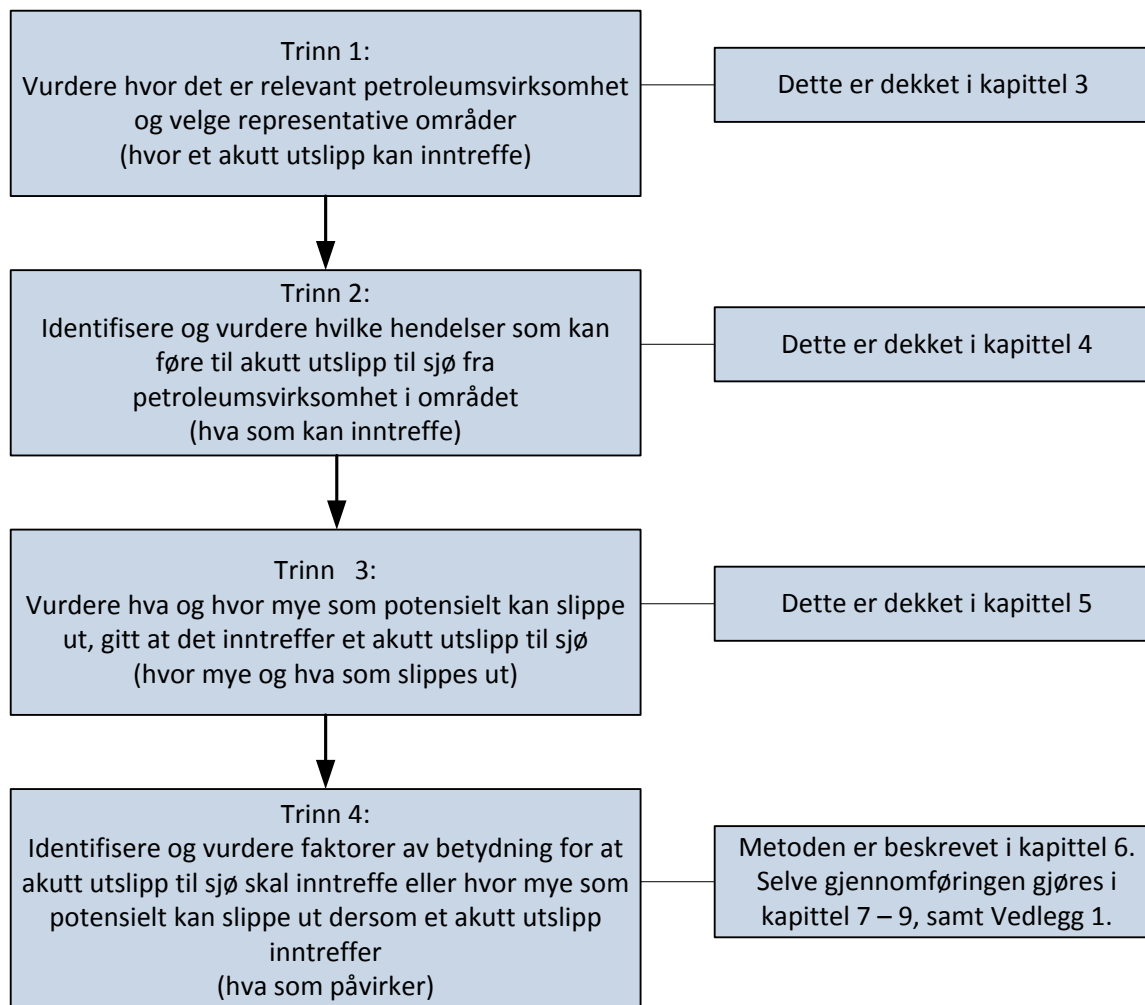 Trinn 1:
Vurdere hvor det er relevant petroleumsvirksomhet
og velge representative områder
(hvor et akutt utslipp kan inntreffe)
Dette er dekket i kapittel 3
Trinn 2:
Identifisere og vurdere hvilke hendelser som kan
føre til akutt utslipp til sjø fra
petroleumsvirksomhet i området
(hva som kan inntreffe)
Dette er dekket i kapittel 4
Trinn 3:
Vurdere hva og hvor mye som potensielt kan slippe
ut, gitt at det inntreffer et akutt utslipp til sjø
(hvor mye og hva som slippes ut)
Dette er dekket i kapittel 5
Trinn 4:
Identifisere og vurdere faktorer av betydning for at
akutt utslipp til sjø skal inntreffe eller hvor mye som
potensielt kan slippe ut dersom et akutt utslipp
inntreffer
(hva som påvirker)
Metoden er beskrevet i kapittel 6.
Selve gjennomføringen gjøres i
kapittel 7 – 9, samt Vedlegg 1.